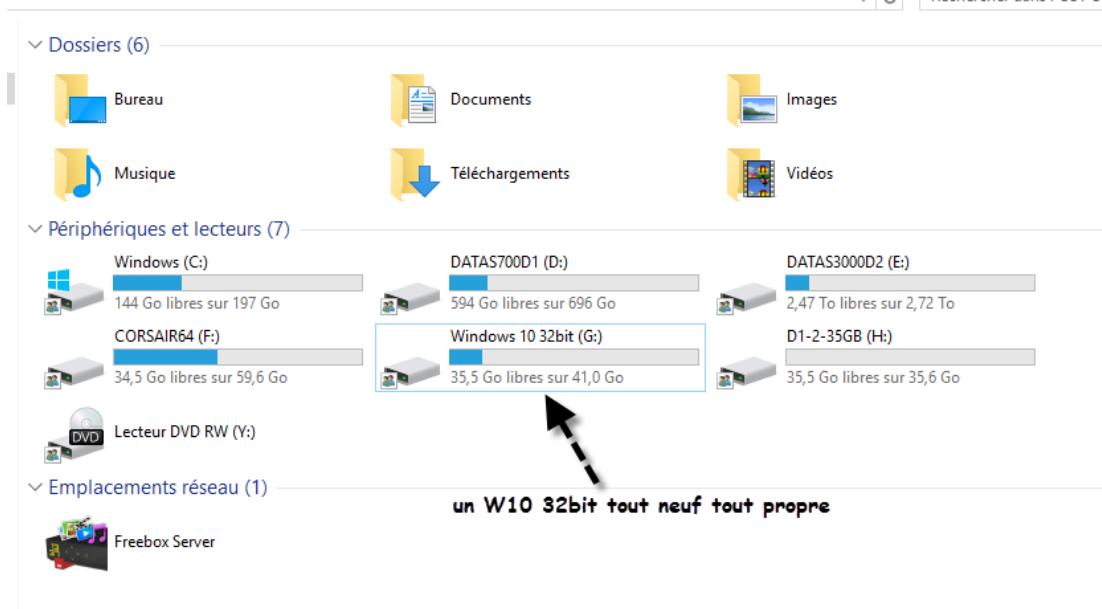 Dossiers (6)
Bureau
Documents
Images
Musique
Téléchargements
Vidéos
Périphériques et lecteurs (7)
Windows (C:)
144 Go libres sur 197 Go
DATAS700D1 (D:)
594 Go libres sur 696 Go
DATAS3000D2 (E:)
2,47 To libres sur 2,72 To
CORSAIR64 (F:)
34,5 Go libres sur 59,6 Go
Windows 10 32bit (G:)
35,5 Go libres sur 41,0 Go
D1-2-35GB (H:)
35,5 Go libres sur 35,6 Go
DVD
Lecteur DVD RW (Y:)
Emplacements réseau (1)
un W10 32bit tout neuf tout propre
Freebox Server